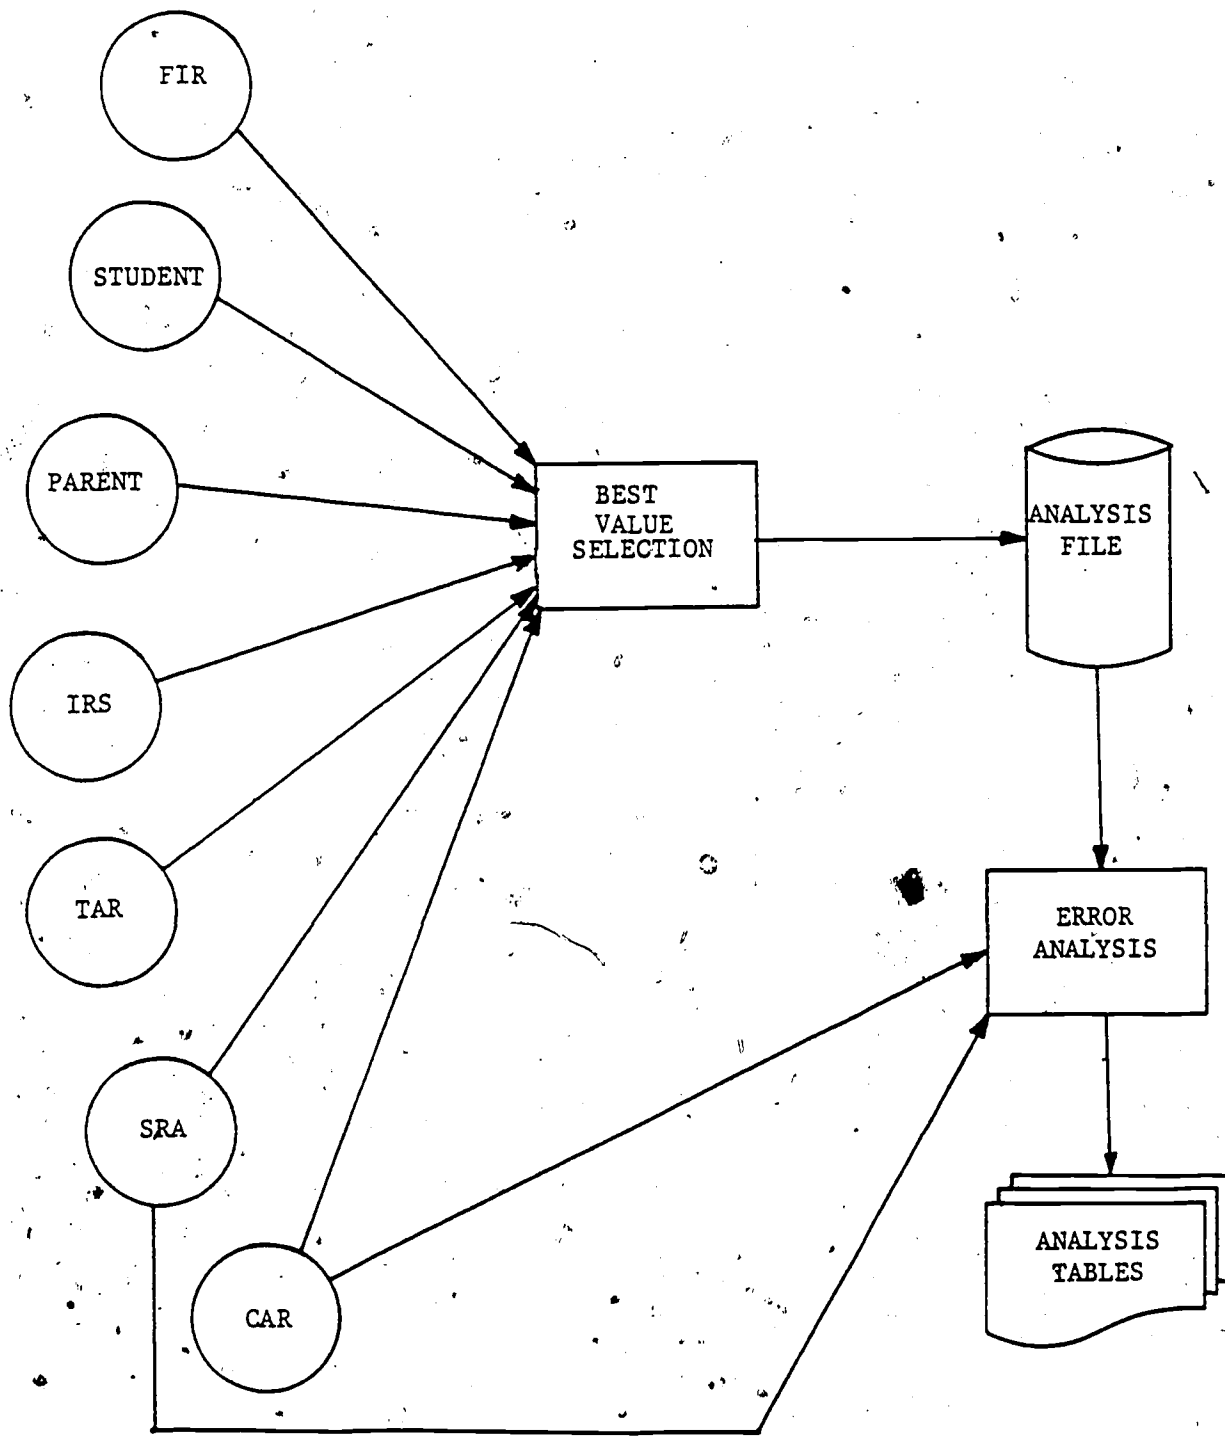 FIR
STUDENT
PARENT
BEST
VALUE
SELECTION
ANALYSIS
FILE
IRS
TAR
ERROR
ANALYSIS
SRA
ANALYSIS
TABLES
CAR